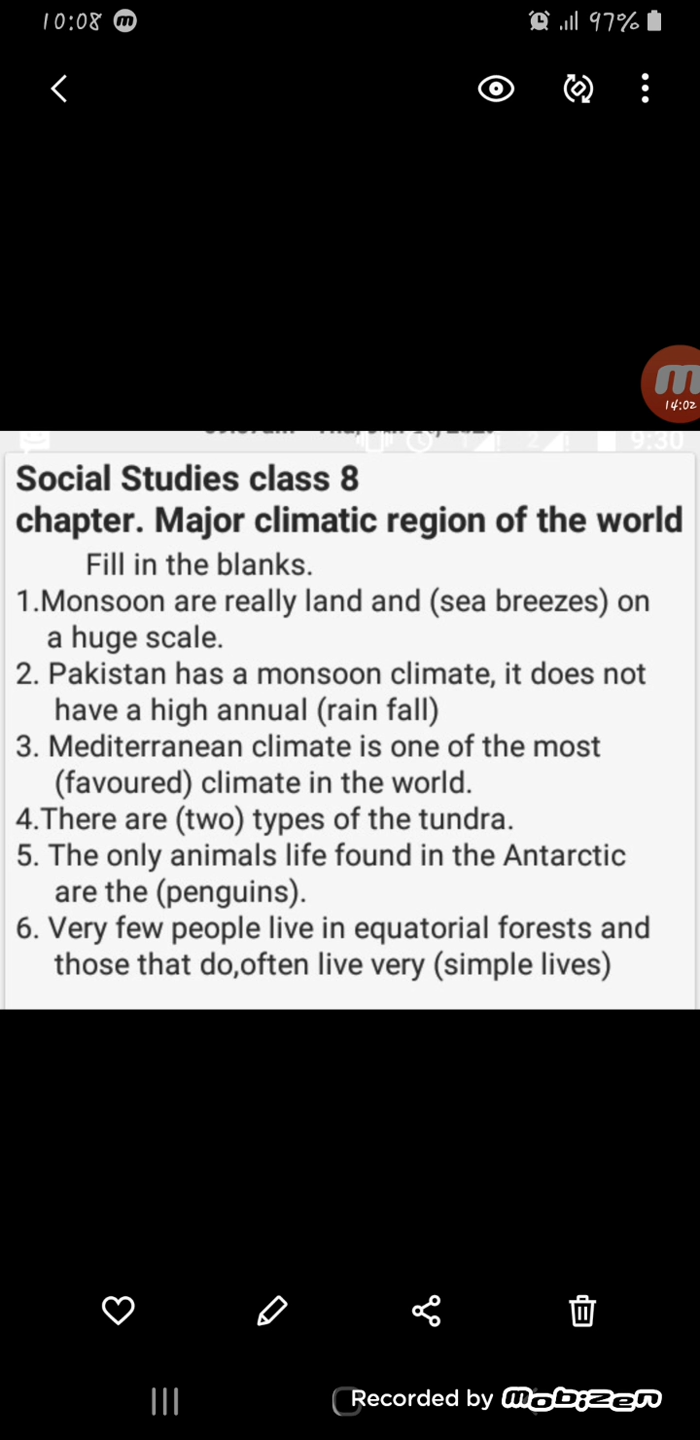 10:08 m 97%
m
14:02
9:30
Social Studies class 8
chapter. Major climatic region of the world
Fill in the blanks.
1.Monsoon are really land and (sea breezes) on
a huge scale.
2. Pakistan has a monsoon climate, it does not
have a high annual (rain fall)
3. Mediterranean climate is one of the most
(favoured) climate in the world.
4.There are (two) types of the tundra.
5. The only animals life found in the Antarctic
are the (penguins).
6. Very few people live in equatorial forests and
those that do,often live very (simple lives)
Recorded by mobizen